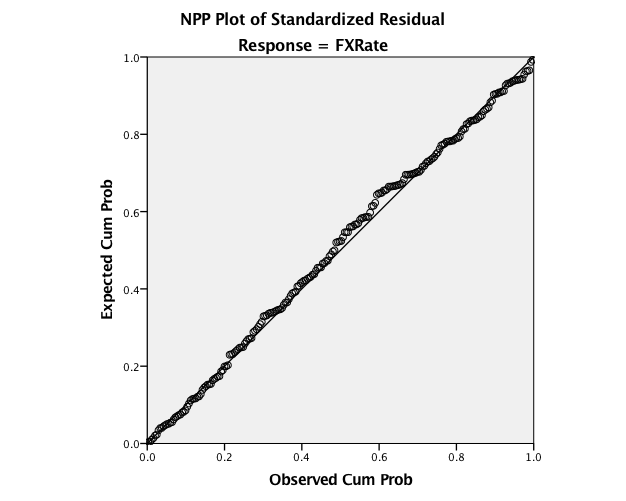 NPP Plot of Standardized Residual
Response = FXRate
Expected Cum Prob
1.0
0.8
0.6
0.4
0.2
0.0
0.0 0.2 0.4 0.6 0.8 1.0
Observed Cum Prob